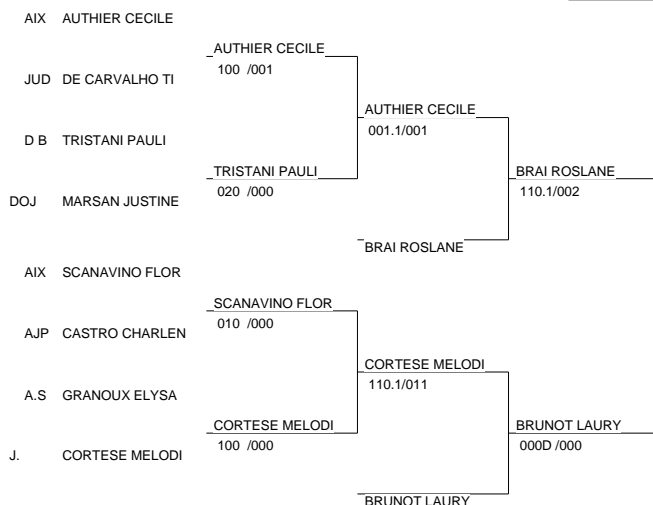 AIX AUTHIER CECILE
AUTHIER CECILE
100 /001
JUD DE CARVALHO TI
AUTHIER CECILE
001.1/001
D B TRISTANI PAULI
TRISTANI PAULI
020 /000
BRAI ROSLANE
110.1/002
DOJ MARSAN JUSTINE
BRAI ROSLANE
AIX SCANAVINO FLOR
SCANAVINO FLOR
010 /000
AJP CASTRO CHARLEN
CORTESE MELODI
110.1/011
A.S GRANOUX ELYSA
CORTESE MELODI
100 /000
BRUNOT LAURY
000D /000
J. CORTESE MELODI
BRUNOT LAURY